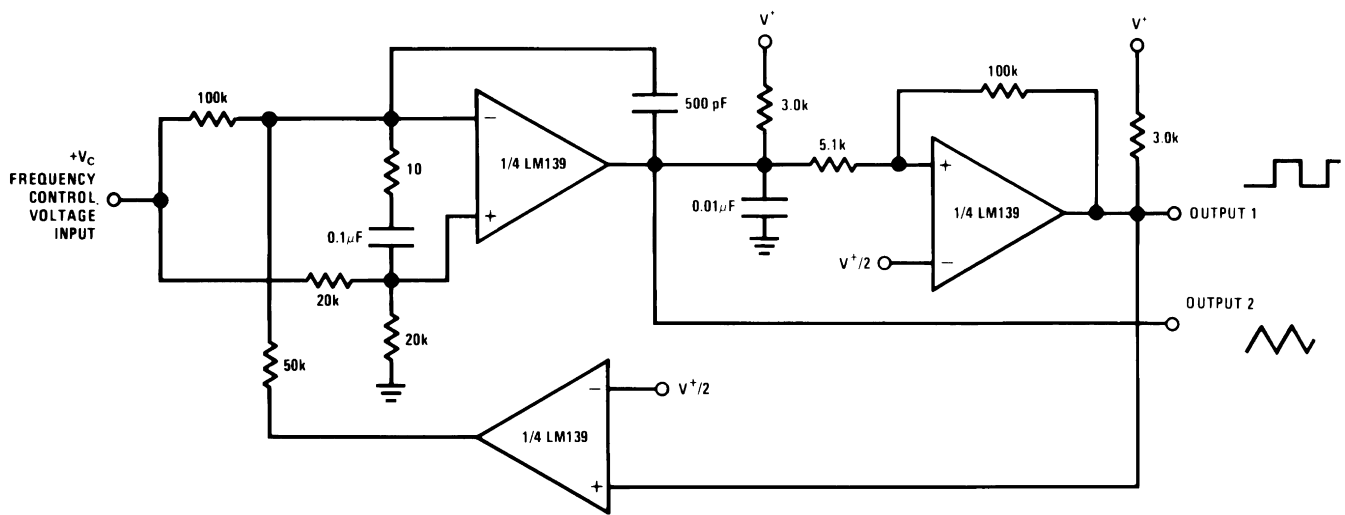 V+
V+
100k
100k
500 pF
3.0k
3.0k
−
1/4 LM139
5.1k
+VC
FREQUENCY
CONTROL
VOLTAGE
INPUT
10
+
1/4 LM139
+
0.01µF
OUTPUT 1
0.1µF
V+/2
−
20k
OUTPUT 2
20k
50k
−
V+/2
1/4 LM139
+